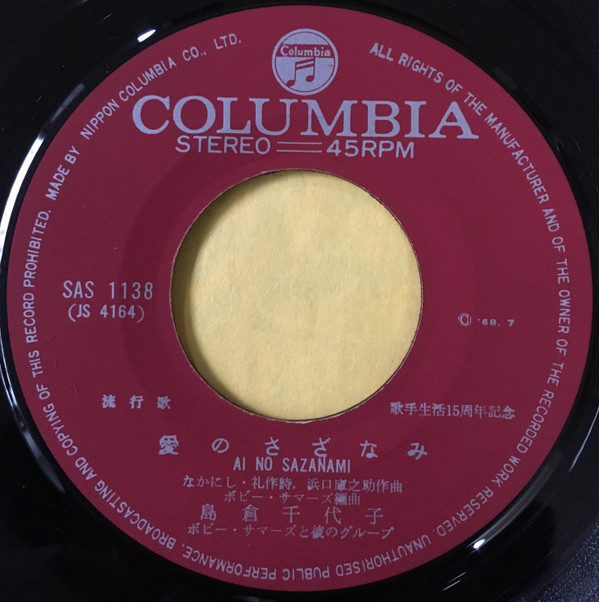 Columbia
COLUMBIA
STEREO 45RPM
MADE BY NIPPON COLUMBIA CO., LTD. ALL RIGHTS OF THE MANUFACTURER AND OF THE OWNER OF THE RECORDED WORK RESERVED. UNAUTHORISED PUBLIC PERFORMANCE, BROADCASTING AND COPYING OF THIS RECORD PROHIBITED.
SAS 1138
(JS 4164)
Ⓒ '68. 7
流行歌
歌手生活15周年記念
愛のさざなみ
AI NO SAZANAMI
なかにし・礼作詩, 浜口庫之助作曲
ボビー・サマーズ編曲
島倉千代子
ボビー・サマーズと彼のグループ